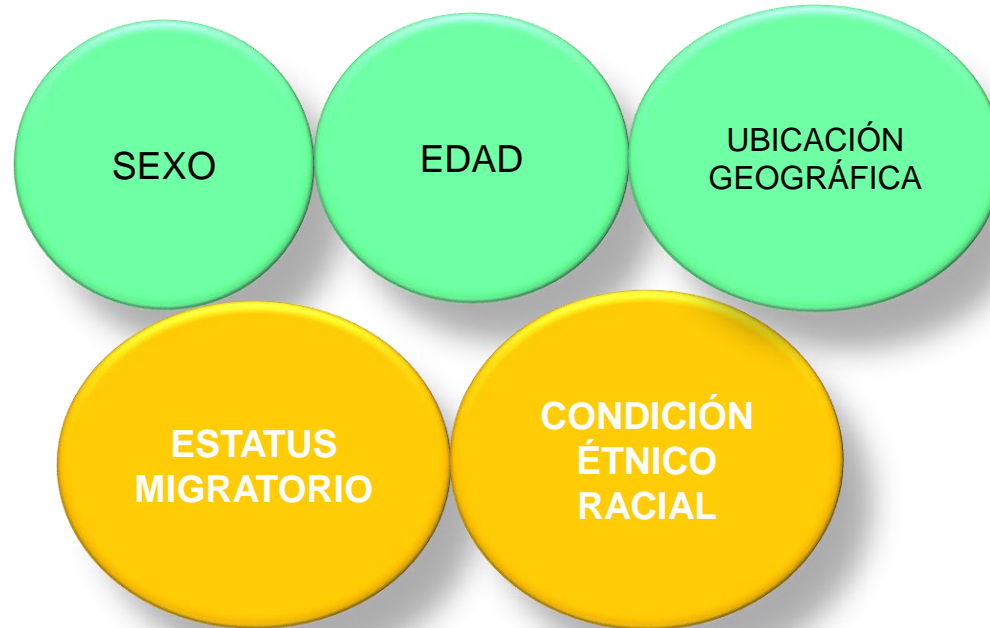 SEXO
EDAD
UBICACIÓN
GEOGRÁFICA
ESTATUS
MIGRATORIO
CONDICIÓN
ÉTNICO
RACIAL